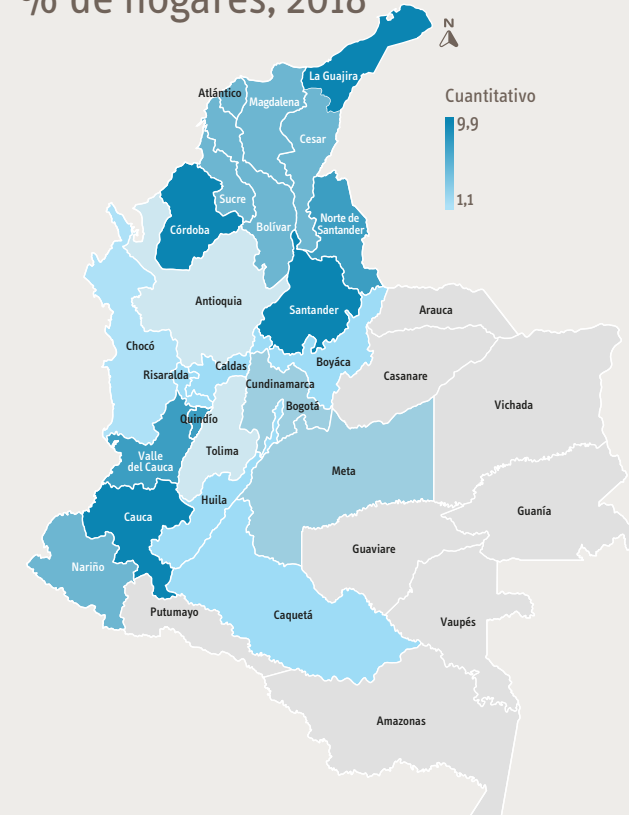 % de hogares, 2018
N
La Guajira
Atlántico
Magdalena
Cuantitativo
9,9
1,1
Cesar
Sucre
Córdoba
Bolívar
Norte de
Santander
Antioquia
Santander
Arauca
Chocó
Boyáca
Caldas
Risaralda
Casanare
Cundinamarca
Bogotá
Vichada
Quindío
Tolima
Valle
del Cauca
Meta
Huila
Guanía
Cauca
Guaviare
Nariño
Putumayo
Caquetá
Vaupés
Amazonas